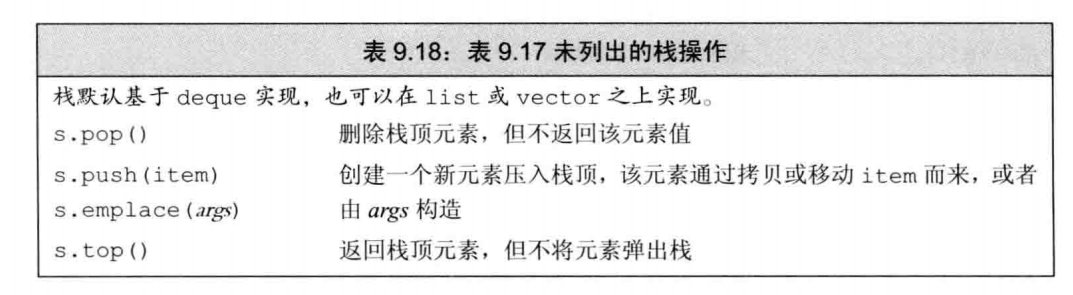 表 9.18：表 9.17 未列出的栈操作
栈默认基于 deque 实现，也可以在 list 或 vector 之上实现。
s.pop() 删除栈顶元素，但不返回该元素值
s.push(item) 创建一个新元素压入栈顶，该元素通过拷贝或移动 item 而来，或者
s.emplace(args) 由 args 构造
s.top() 返回栈顶元素，但不将元素弹出栈